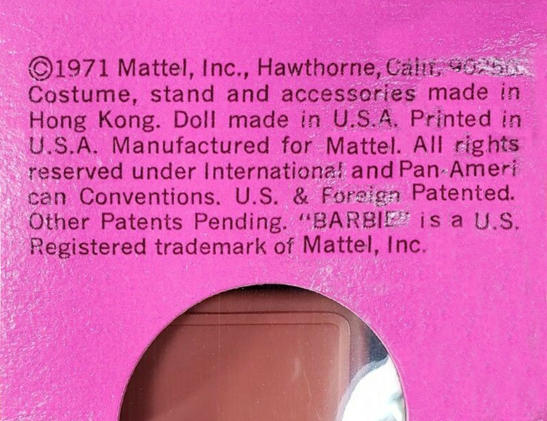 ©1971 Mattel, Inc., Hawthorne, Calif. 90250
Costume, stand and accessories made in
Hong Kong. Doll made in U.S.A. Printed in
U.S.A. Manufactured for Mattel. All rights
reserved under International and Pan-Ameri
can Conventions. U.S. & Foreign Patented.
Other Patents Pending. "BARBIE" is a U.S.
Registered trademark of Mattel, Inc.